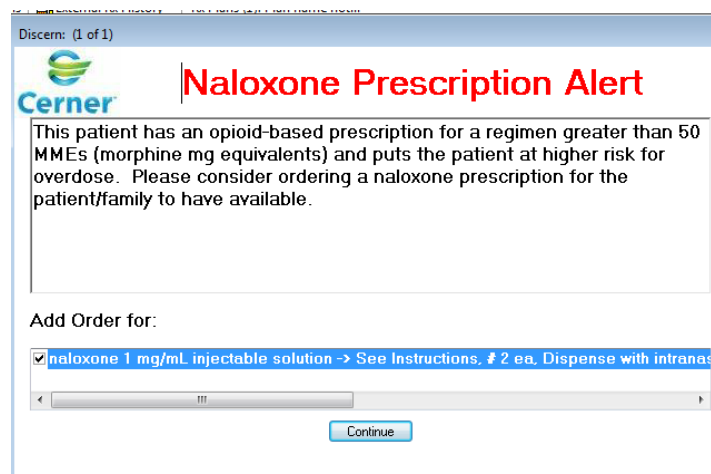 Discern: (1 of 1)
Cerner
Naloxone Prescription Alert
This patient has an opioid-based prescription for a regimen greater than 50
MMEs (morphine mg equivalents) and puts the patient at higher risk for
overdose. Please consider ordering a naloxone prescription for the
patient/family to have available.
Add Order for:
naloxone 1 mg/mL injectable solution -> See Instructions, # 2 ea, Dispense with intranas
Continue